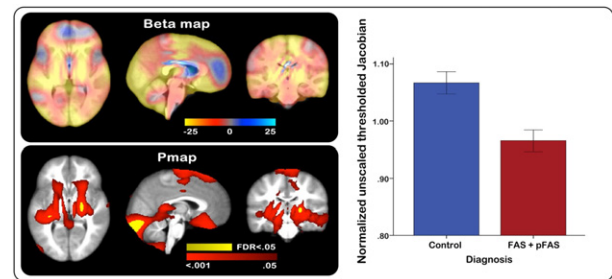 Beta map
-25 0 .25
Pmap
FDR<.05
<.001 .05
Normalized unscaled thresholded Jacobian
1.10
1.00
.90
.80
Control FAS + pFAS
Diagnosis